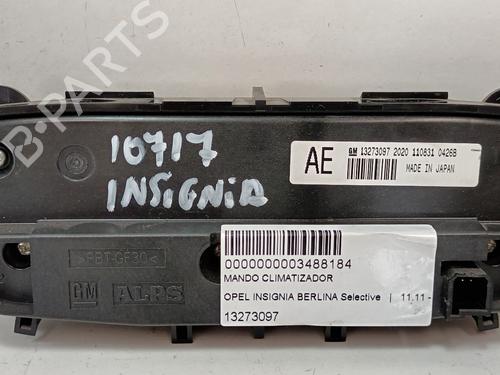 B-PARTS
10717
INSIGNIA
AE
GM 13273097 2020 110831 0426B
MADE IN JAPAN
>PBT-GF30<
GM ALPS
0000000003488184
MANDO CLIMATIZADOR
OPEL INSIGNIA BERLINA Selective | 11.11 -
13273097